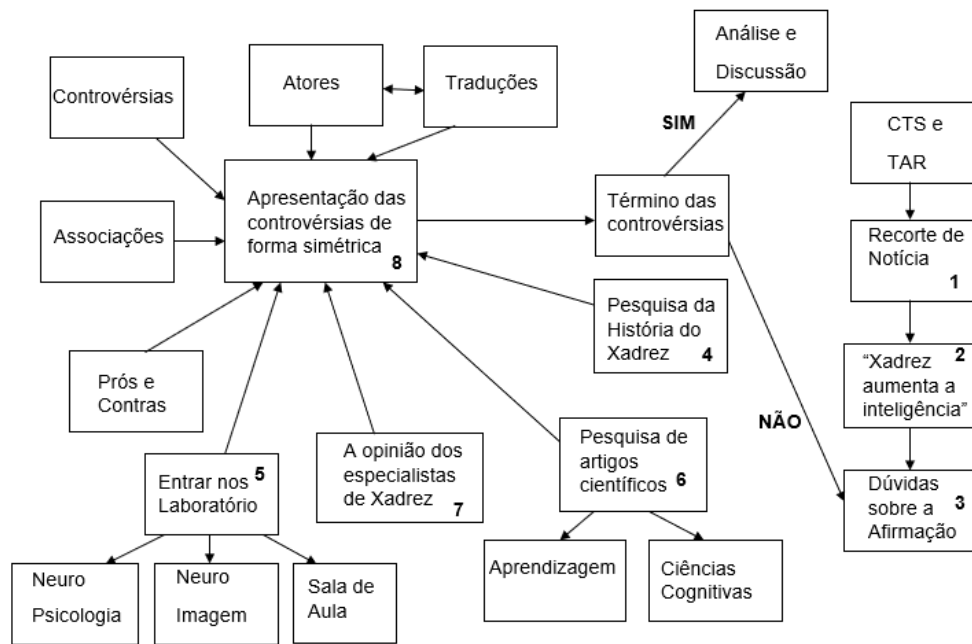 Análise e
Discussão
Controvérsias
Atores
Traduções
SIM
CTS e
TAR
Apresentação das
controvérsias de
forma simétrica
8
Término das
controvérsias
Associações
Recorte de
Notícia
1
Pesquisa da
História do
Xadrez
4
Prós e
Contras
“Xadrez
2
aumenta a
inteligência”
NÃO
Entrar nos
5
Laboratório
A opinião dos
especialistas
de Xadrez
7
Pesquisa de
artigos
científicos
6
Dúvidas
sobre a
3
Afirmação
Neuro
Psicologia
Neuro
Imagem
Sala de
Aula
Aprendizagem
Ciências
Cognitivas